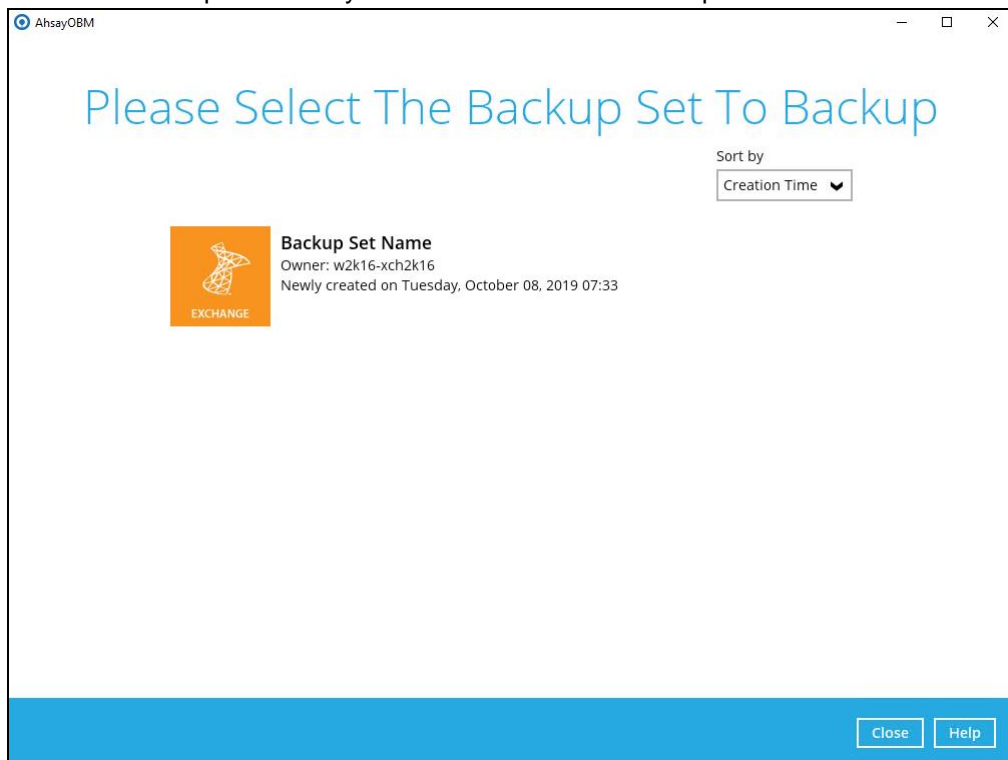 AhsayOBM
Please Select The Backup Set To Backup
Sort by
Creation Time
Backup Set Name
Owner: w2k16-xch2k16
Newly created on Tuesday, October 08, 2019 07:33
EXCHANGE
Close Help